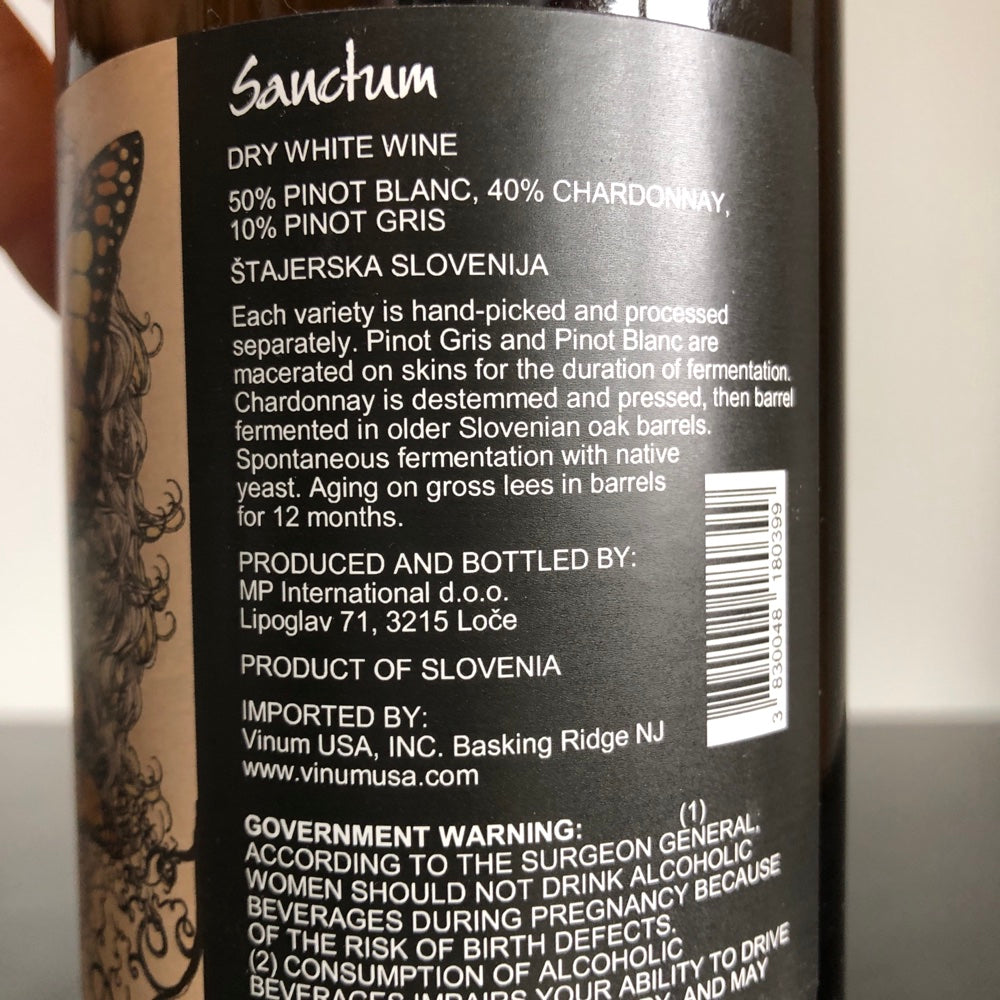 Sanctum
DRY WHITE WINE
50% PINOT BLANC, 40% CHARDONNAY,
10% PINOT GRIS
ŠTAJERSKA SLOVENIJA
Each variety is hand-picked and processed
separately. Pinot Gris and Pinot Blanc are
macerated on skins for the duration of fermentation.
Chardonnay is destemmed and pressed, then barrel
fermented in older Slovenian oak barrels.
Spontaneous fermentation with native
yeast. Aging on gross lees in barrels
for 12 months.
3 830048 180399
PRODUCED AND BOTTLED BY:
MP International d.o.o.
Lipoglav 71, 3215 Loče
PRODUCT OF SLOVENIA
IMPORTED BY:
Vinum USA, INC. Basking Ridge NJ
www.vinumusa.com
GOVERNMENT WARNING: (1)
ACCORDING TO THE SURGEON GENERAL,
WOMEN SHOULD NOT DRINK ALCOHOLIC
BEVERAGES DURING PREGNANCY BECAUSE
OF THE RISK OF BIRTH DEFECTS.
(2) CONSUMPTION OF ALCOHOLIC
BEVERAGES IMPAIRS YOUR ABILITY TO DRIVE
AND MAY